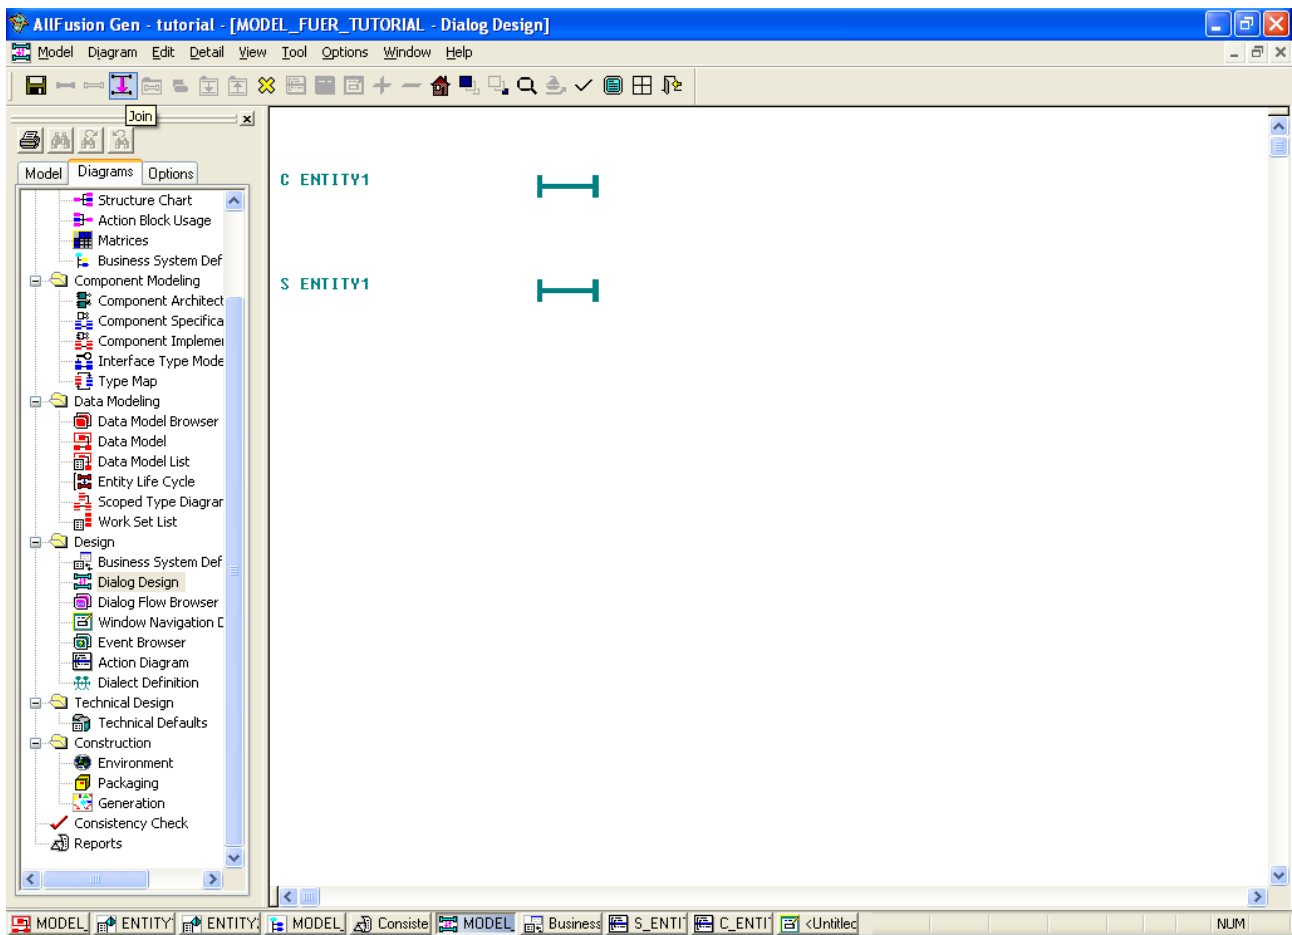 AllFusion Gen - tutorial - [MODEL_FUER_TUTORIAL - Dialog Design]
Model Diagram Edit Detail View Tool Options Window Help
Join
Model Diagrams Options
Structure Chart
Action Block Usage
Matrices
Business System Def
Component Modeling
Component Architect
Component Specifica
Component Implemer
Interface Type Mode
Type Map
Data Modeling
Data Model Browser
Data Model
Data Model List
Entity Life Cycle
Scoped Type Diagrar
Work Set List
Design
Business System Def
Dialog Design
Dialog Flow Browser
Window Navigation D
Event Browser
Action Diagram
Dialect Definition
Technical Design
Technical Defaults
Construction
Environment
Packaging
Generation
Consistency Check
Reports
C ENTITY1
S ENTITY1
MODEL_ ENTITY ENTITY MODEL_ Consiste MODEL_ Business S_ENTI C_ENTI <Untitled NUM